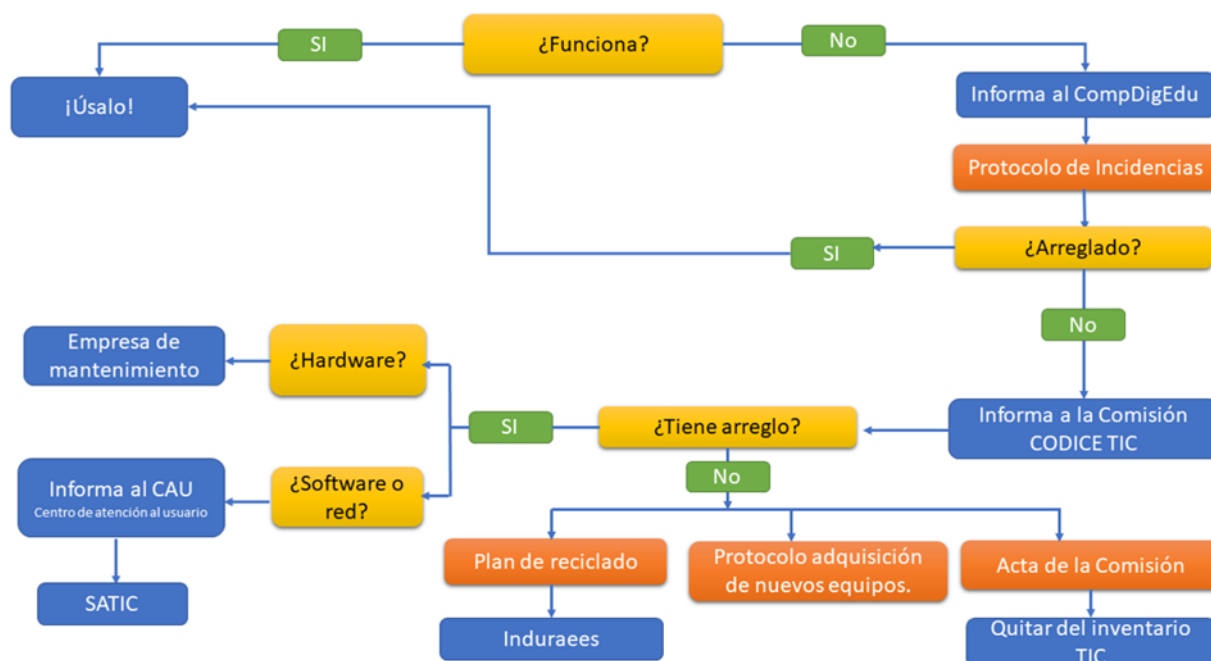 SI
¿Funciona?
No
¡Úsalo!
Informa al CompDigEdu
Protocolo de Incidencias
SI
¿Arreglado?
No
Empresa de
mantenimiento
¿Hardware?
SI
¿Tiene arreglo?
Informa a la Comisión
CODICE TIC
No
Informa al CAU
Centro de atención al usuario
¿Software o
red?
Plan de reciclado
Protocolo adquisición
de nuevos equipos.
Acta de la Comisión
SATIC
Induraees
Quitar del inventario
TIC